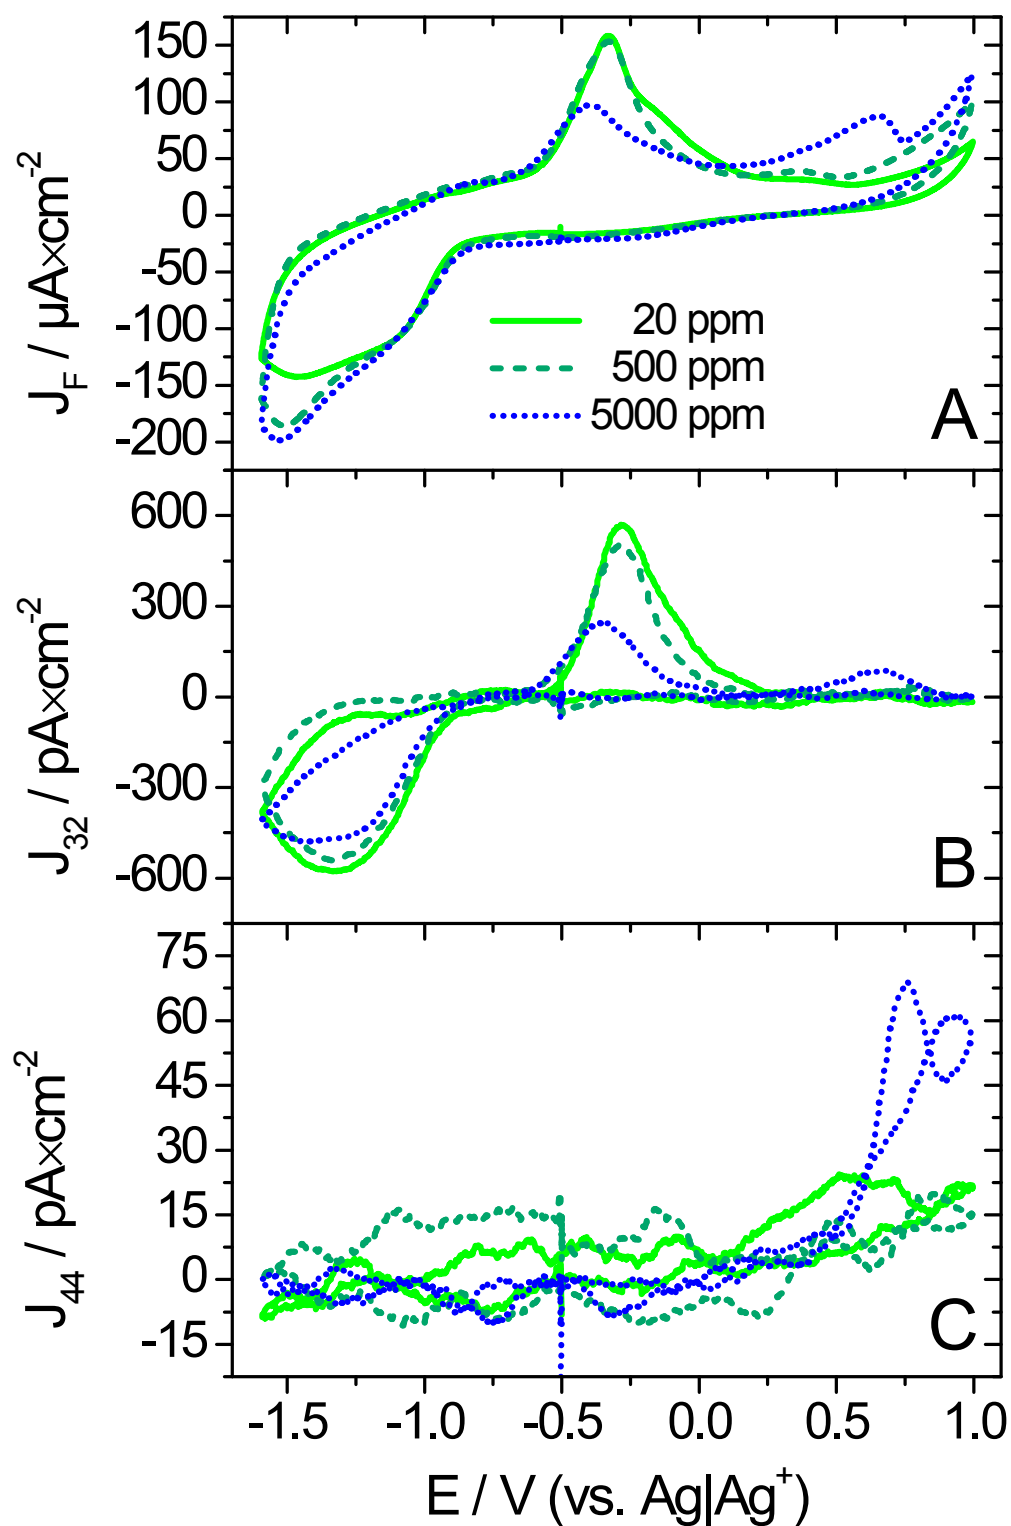 150
100
50
0
-50
-100
-150
-200
J_F / µA×cm^-2
20 ppm
500 ppm
5000 ppm
A
600
300
0
-300
-600
J_32 / pA×cm^-2
B
75
60
45
30
15
0
-15
J_44 / pA×cm^-2
C
-1.5 -1.0 -0.5 0.0 0.5 1.0
E / V (vs. Ag|Ag^+)